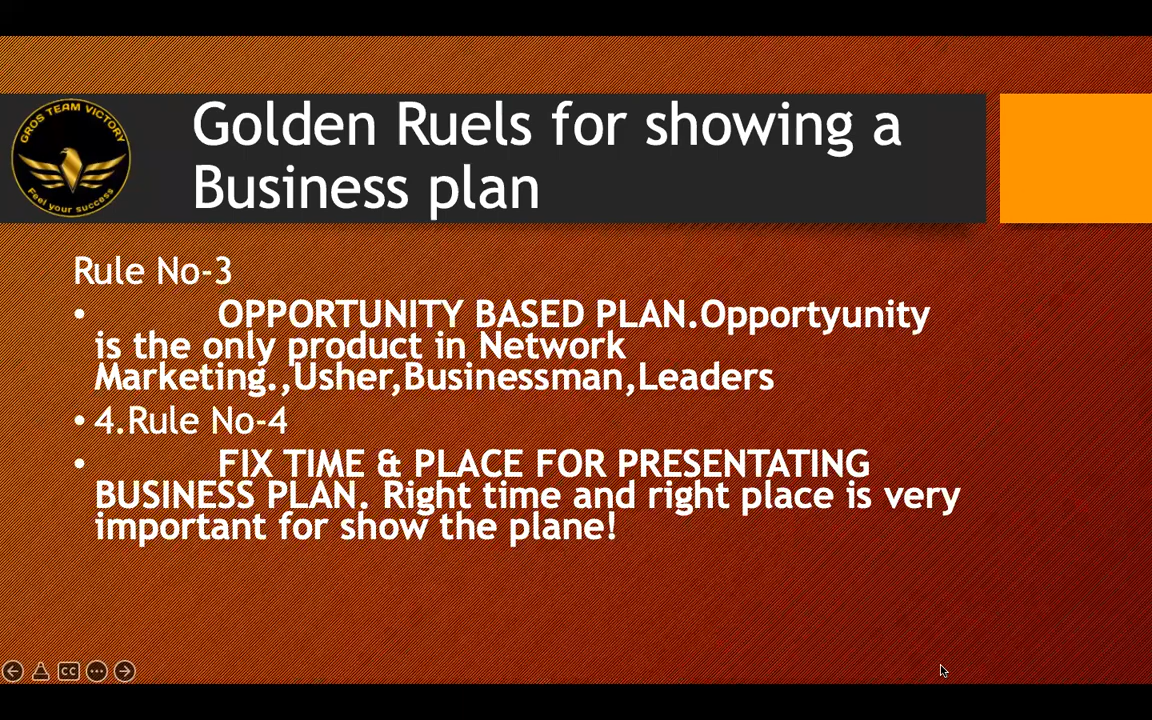 GROS TEAM VICTORY
Feel your success
Golden Ruels for showing a
Business plan
Rule No-3
• OPPORTUNITY BASED PLAN.Opportyunity
is the only product in Network
Marketing.,Usher,Businessman,Leaders
• 4.Rule No-4
• FIX TIME & PLACE FOR PRESENTATING
BUSINESS PLAN. Right time and right place is very
important for show the plane!
CC